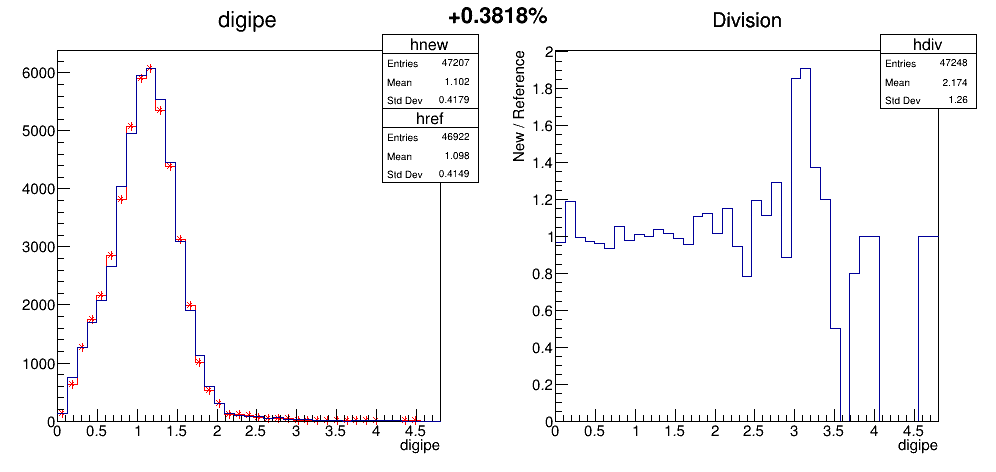 +0.3818%
digipe
hnew
Entries 47207
Mean 1.102
Std Dev 0.4179
href
Entries 46922
Mean 1.098
Std Dev 0.4149
6000
5000
4000
3000
2000
1000
0
0 0.5 1 1.5 2 2.5 3 3.5 4 4.5
digipe
Division
hdiv
Entries 47248
Mean 2.174
Std Dev 1.26
New / Reference
2
1.8
1.6
1.4
1.2
1
0.8
0.6
0.4
0.2
0
0 0.5 1 1.5 2 2.5 3 3.5 4 4.5
digipe